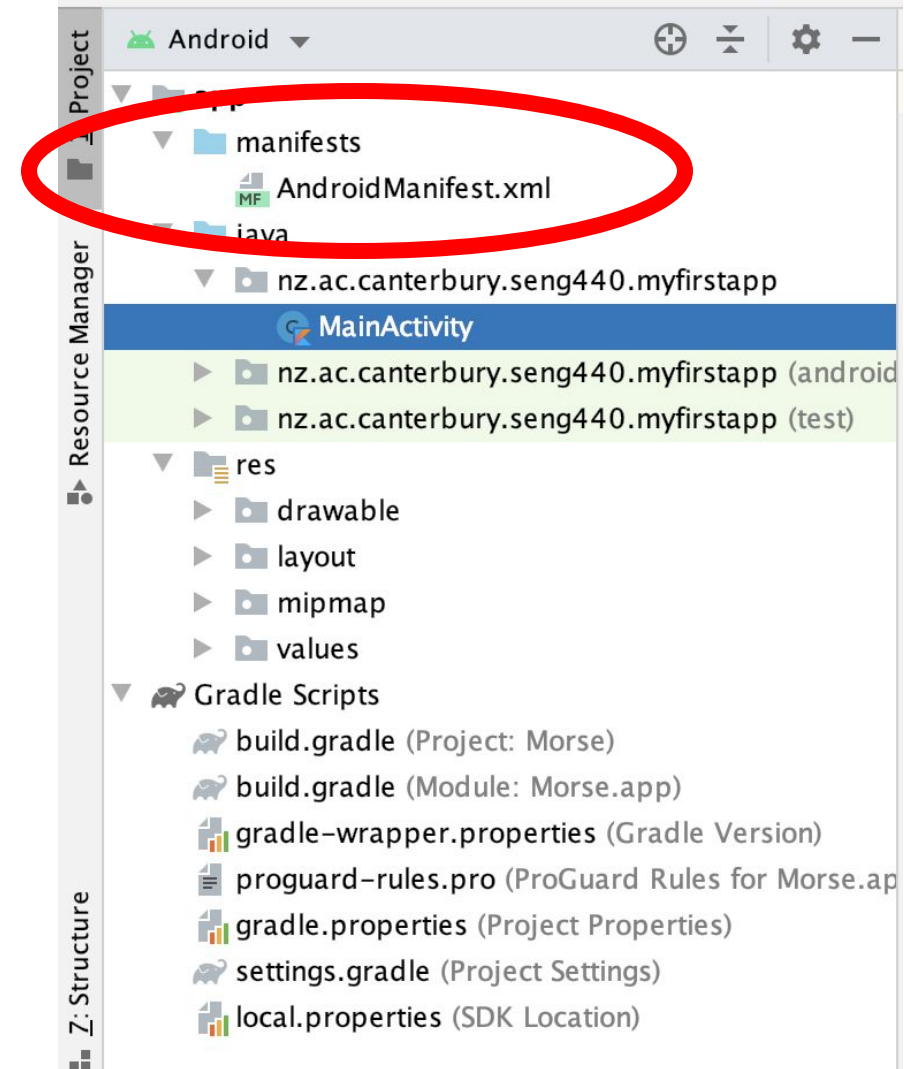 Android
1: Project
app
manifests
MF AndroidManifest.xml
java
nz.ac.canterbury.seng440.myfirstapp
MainActivity
nz.ac.canterbury.seng440.myfirstapp (android
nz.ac.canterbury.seng440.myfirstapp (test)
Resource Manager
res
drawable
layout
mipmap
values
Gradle Scripts
build.gradle (Project: Morse)
build.gradle (Module: Morse.app)
gradle-wrapper.properties (Gradle Version)
proguard-rules.pro (ProGuard Rules for Morse.ap
gradle.properties (Project Properties)
settings.gradle (Project Settings)
local.properties (SDK Location)
Z: Structure